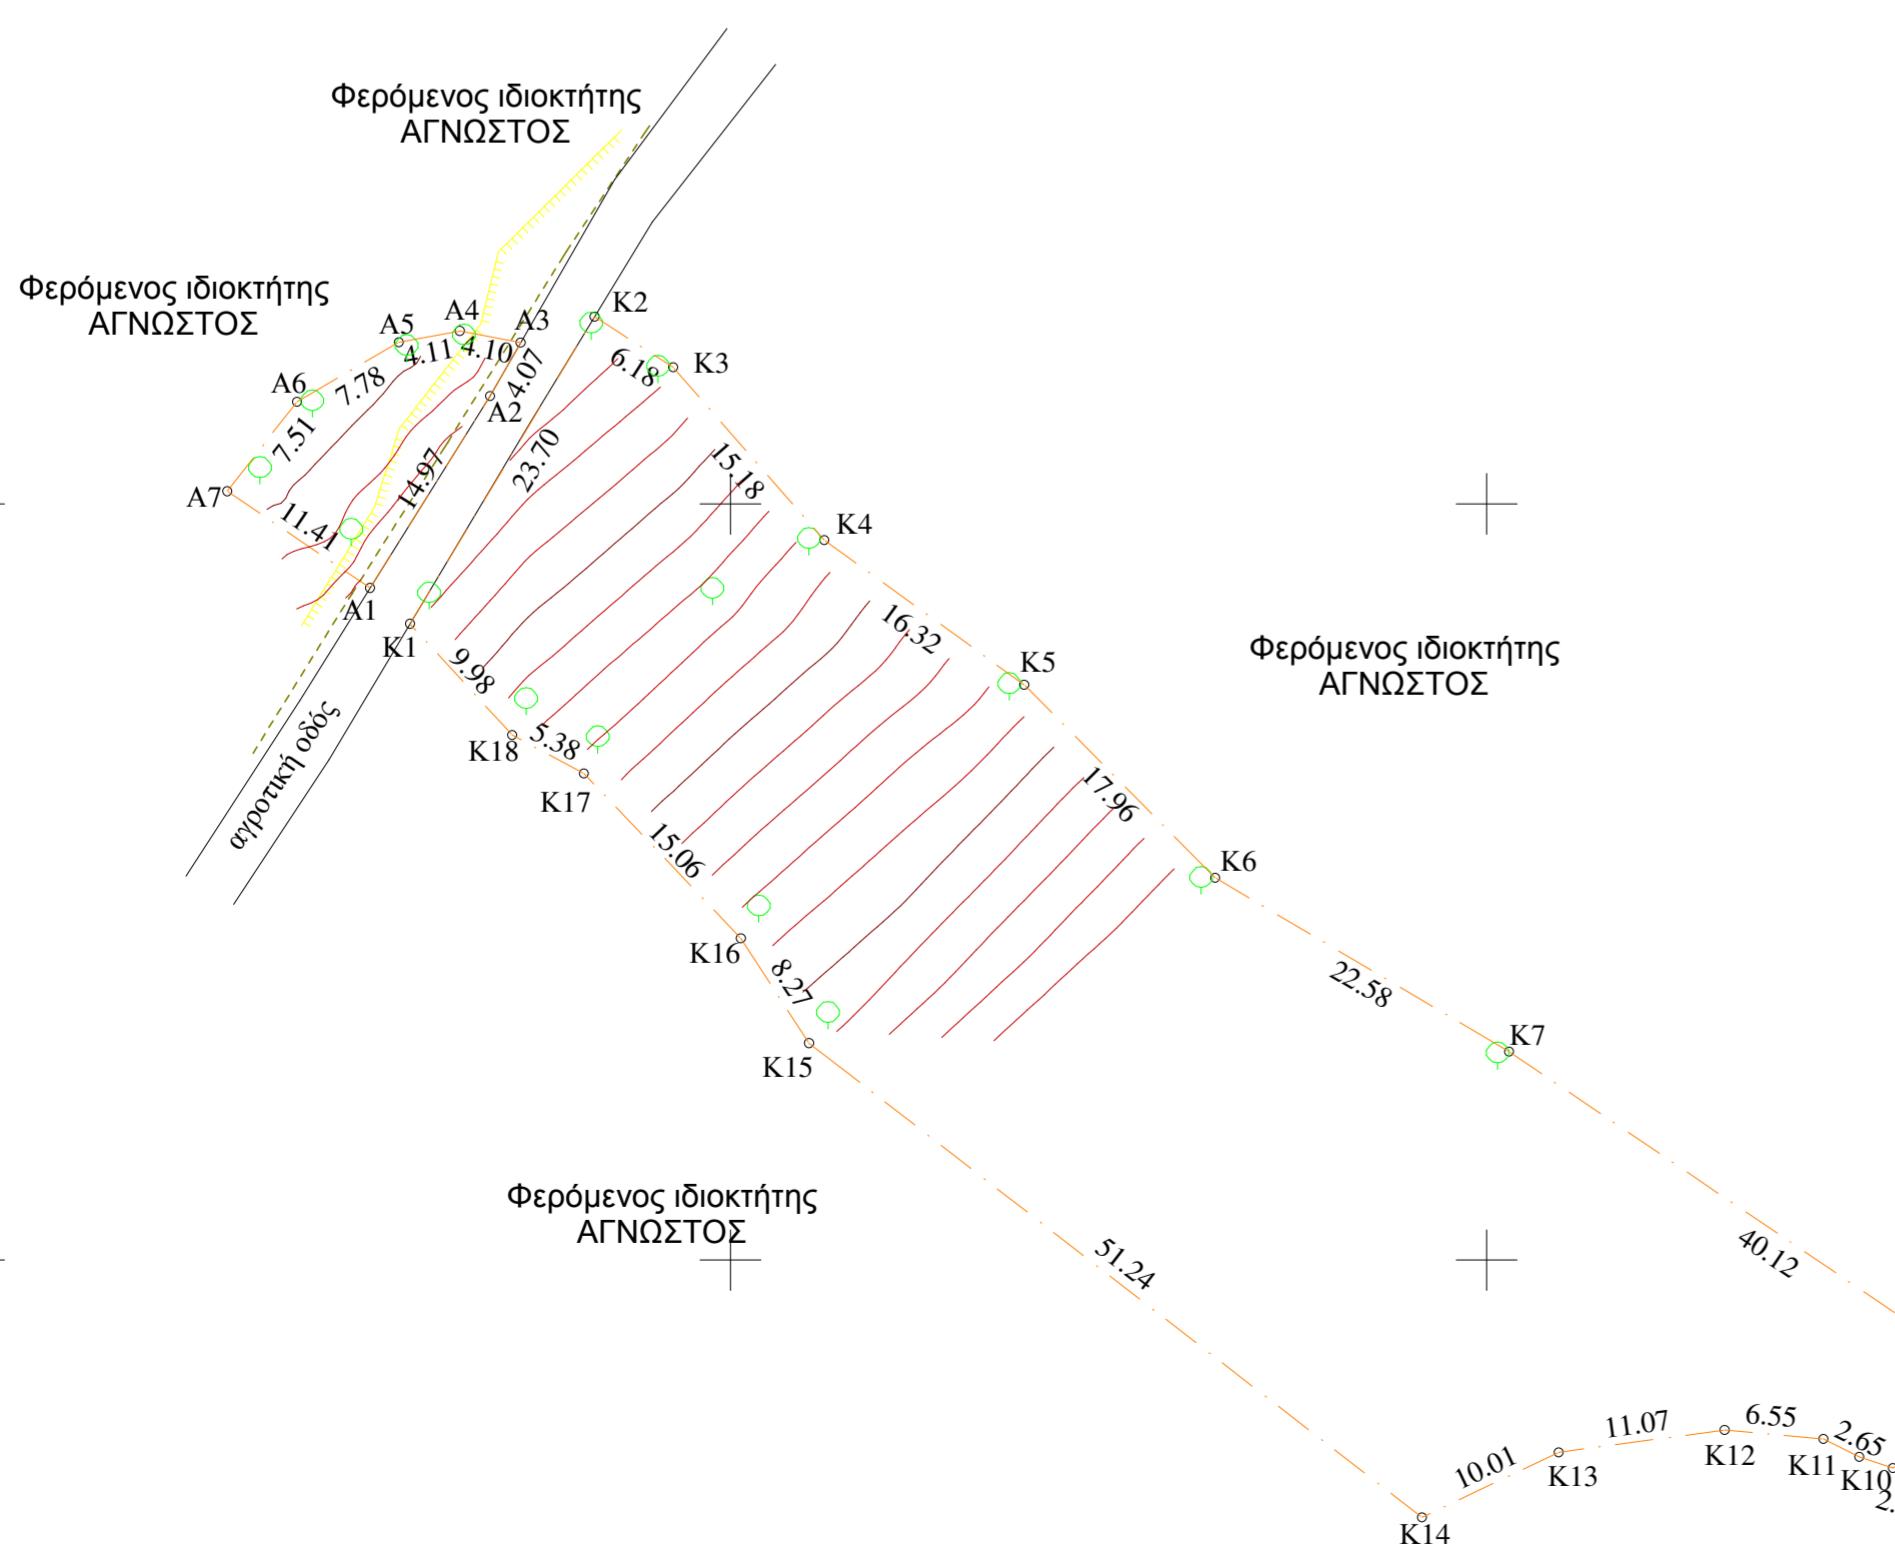 Φερόμενος ιδιοκτήτης
ΑΓΝΩΣΤΟΣ
Φερόμενος ιδιοκτήτης
ΑΓΝΩΣΤΟΣ
K2
A4
A3
A5
4.11
4.10
4.07
6.18
K3
A6
7.78
A2
7.51
23.70
14.97
15.18
A7
11.41
K4
A1
K1
16.32
Φερόμενος ιδιοκτήτης
ΑΓΝΩΣΤΟΣ
9.98
K5
αγροτική οδός
K18
5.38
K17
17.96
15.06
K6
K16
8.27
22.58
K7
K15
Φερόμενος ιδιοκτήτης
ΑΓΝΩΣΤΟΣ
51.24
40.12
11.07
6.55
2.65
10.01
K13
K12
K11
K10
2.
K14